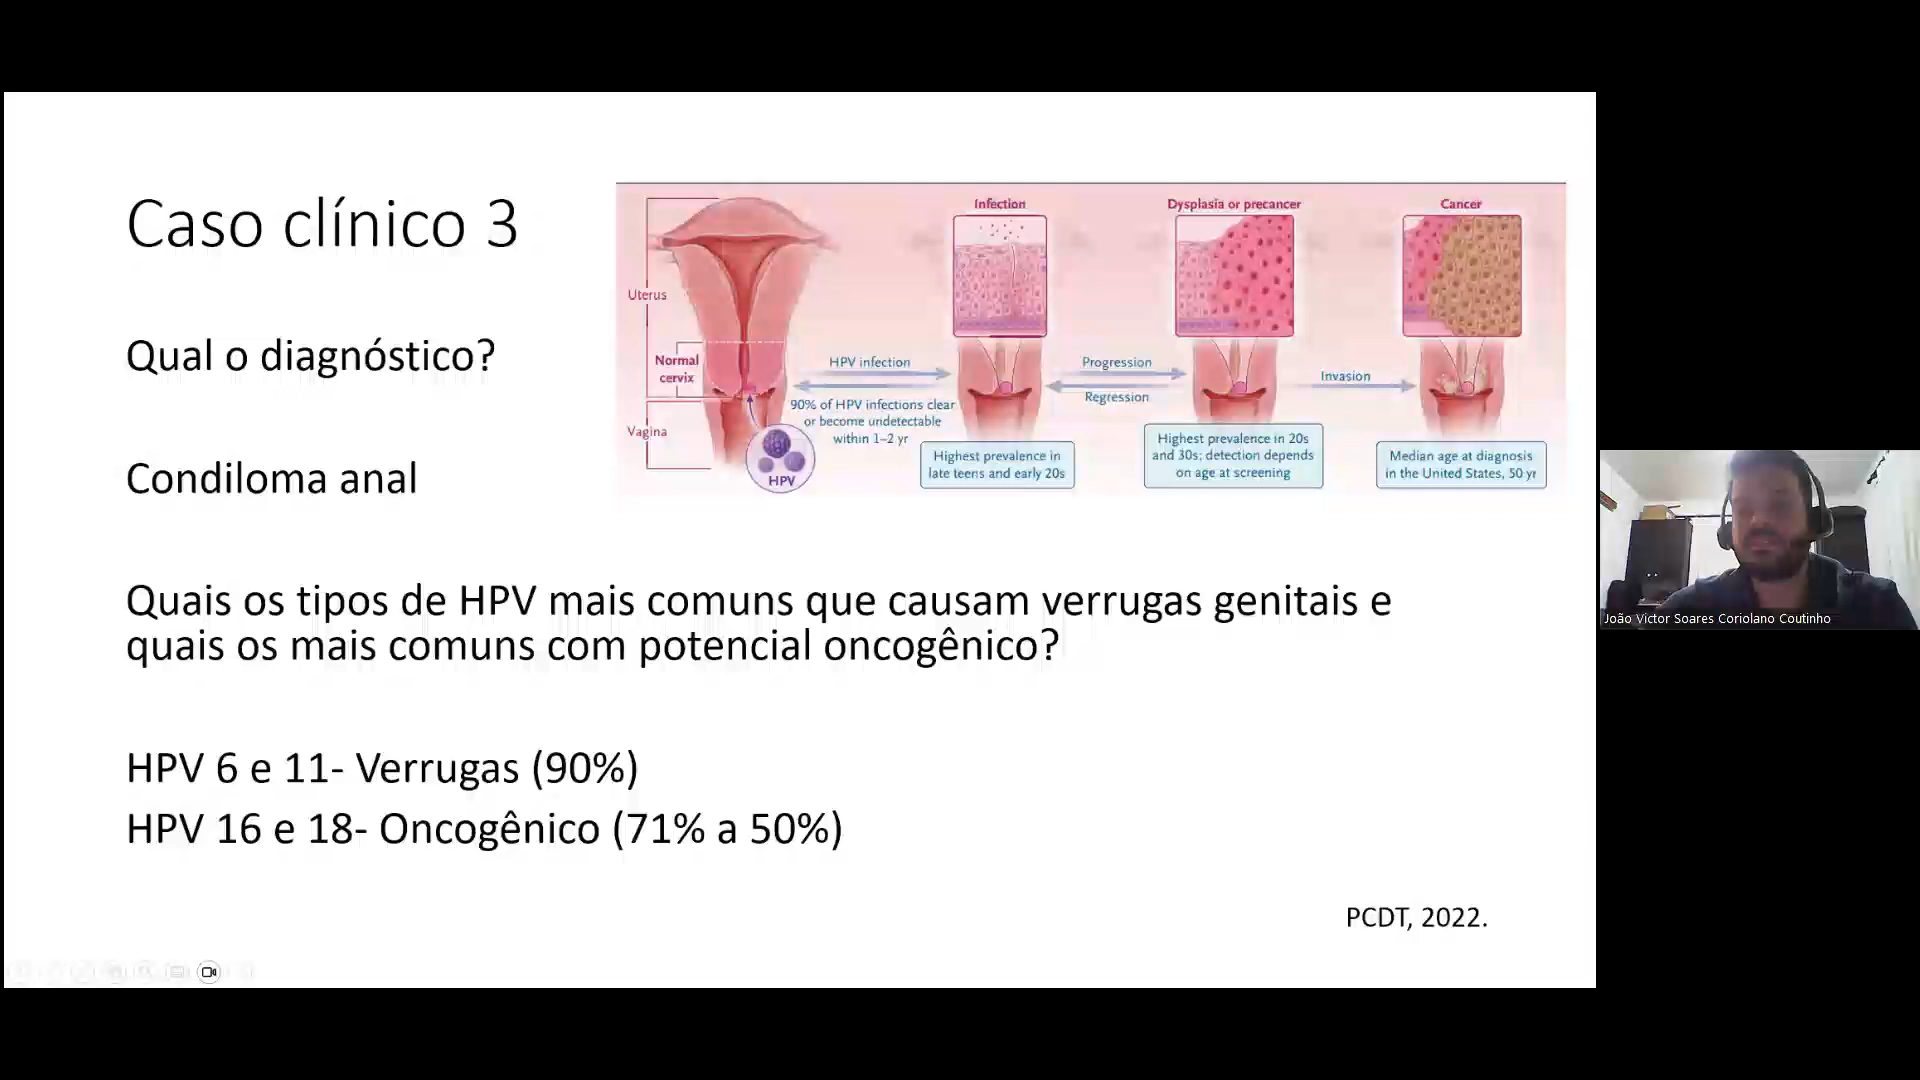 Caso clínico 3
Qual o diagnóstico?
Condiloma anal
Quais os tipos de HPV mais comuns que causam verrugas genitais e
quais os mais comuns com potencial oncogênico?
HPV 6 e 11- Verrugas (90%)
HPV 16 e 18- Oncogênico (71% a 50%)
PCDT, 2022.
Uterus
Normal
cervix
Vagina
HPV
HPV infection
90% of HPV infections clear
or become undetectable
within 1–2 yr
Infection
Highest prevalence in
late teens and early 20s
Progression
Regression
Dysplasia or precancer
Highest prevalence in 20s
and 30s; detection depends
on age at screening
Invasion
Cancer
Median age at diagnosis
in the United States, 50 yr
João Victor Soares Coriolano Coutinho